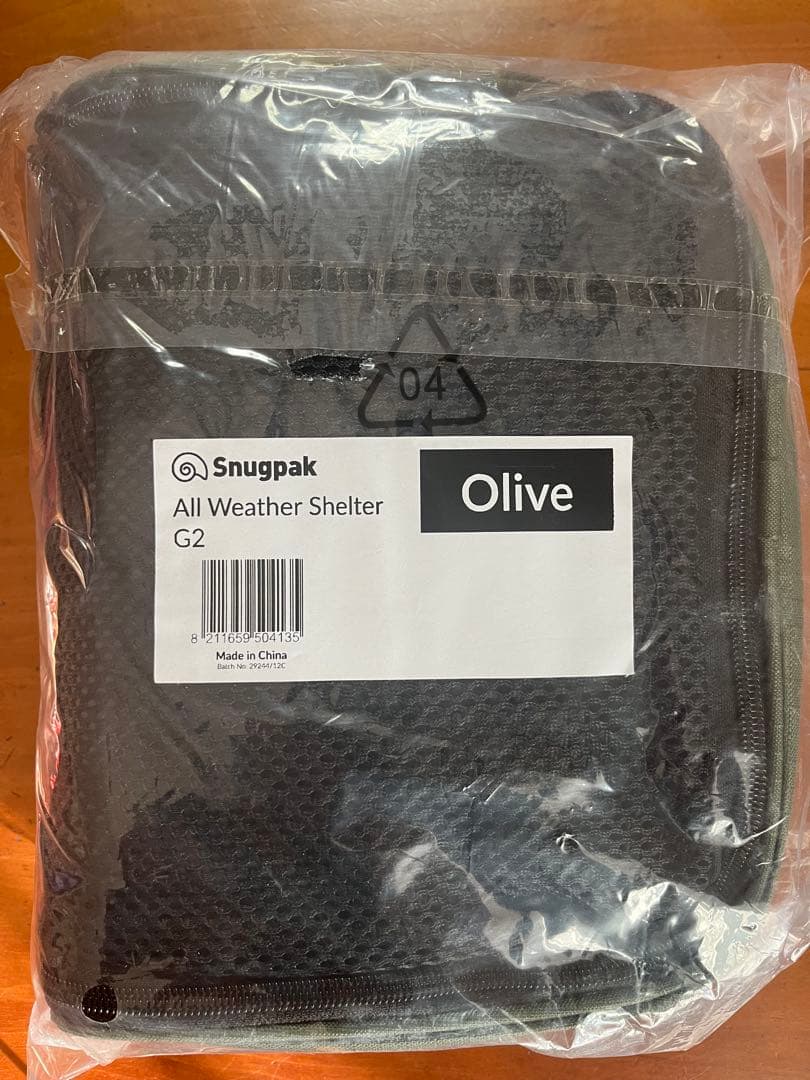 04
Snugpak
Olive
All Weather Shelter
G2
8 211659 504135
Made in China
Batch No: 29244/12C